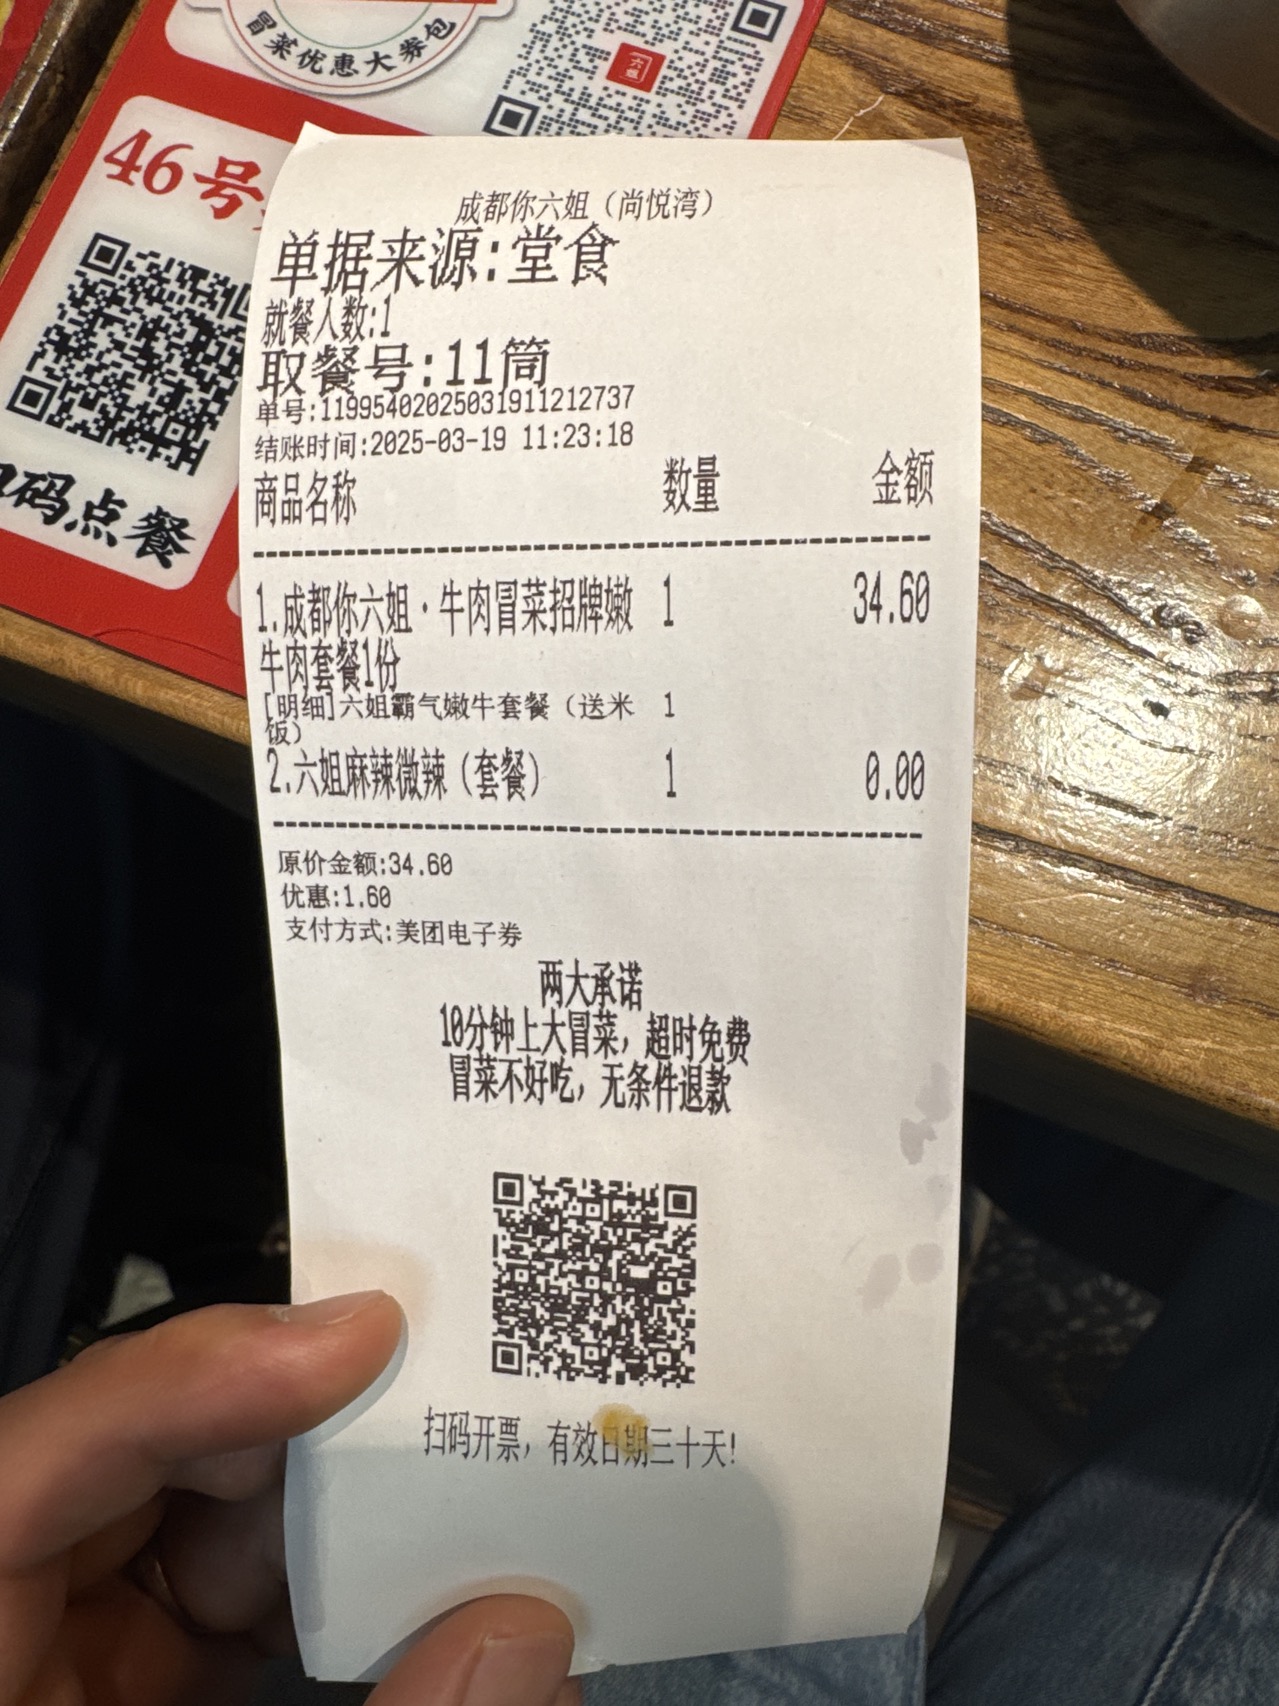 冒菜优惠大券包
六姐
46号
码点餐
成都你六姐（尚悦湾）
单据来源:堂食
就餐人数:1
取餐号:11筒
单号:11995402025031911212737
结账时间:2025-03-19 11:23:18
商品名称 数量 金额
1.成都你六姐·牛肉冒菜招牌嫩 1 34.60
牛肉套餐1份
[明细]六姐霸气嫩牛套餐（送米 1
饭）
2.六姐麻辣微辣（套餐） 1 0.00
原价金额:34.60
优惠:1.60
支付方式:美团电子券
两大承诺
10分钟上大冒菜，超时免费
冒菜不好吃，无条件退款
扫码开票，有效日期三十天!